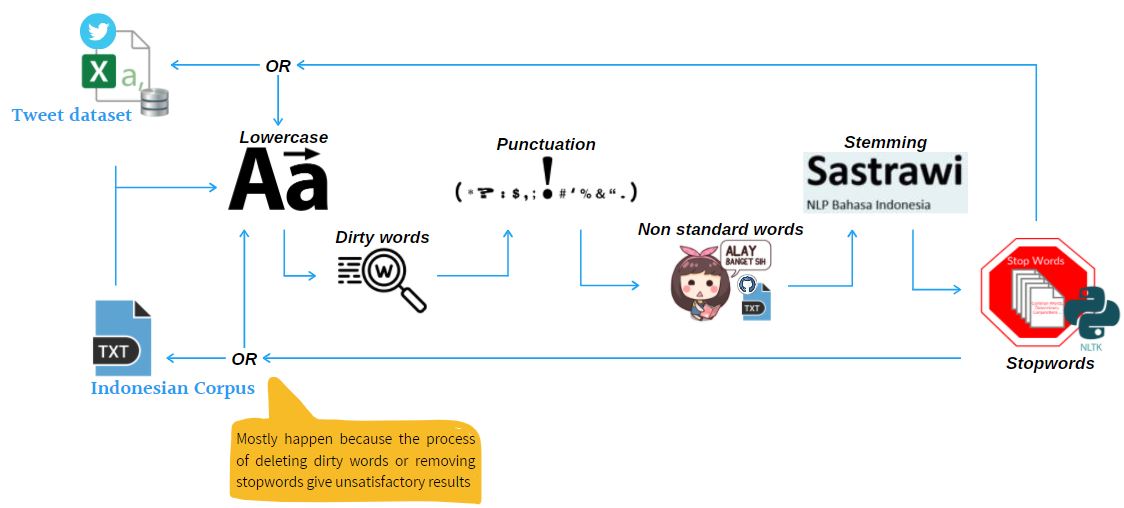 OR
X
a,
Tweet dataset
Lowercase
Aa
Punctuation
( * ? : $ , ; ! # ' % & “ . )
Stemming
Sastrawi
NLP Bahasa Indonesia
Dirty words
W
Non standard words
ALAY
BANGET SIH
TXT
Stop Words
NLTK
Stopwords
TXT
OR
Indonesian Corpus
Mostly happen because the process
of deleting dirty words or removing
stopwords give unsatisfactory results